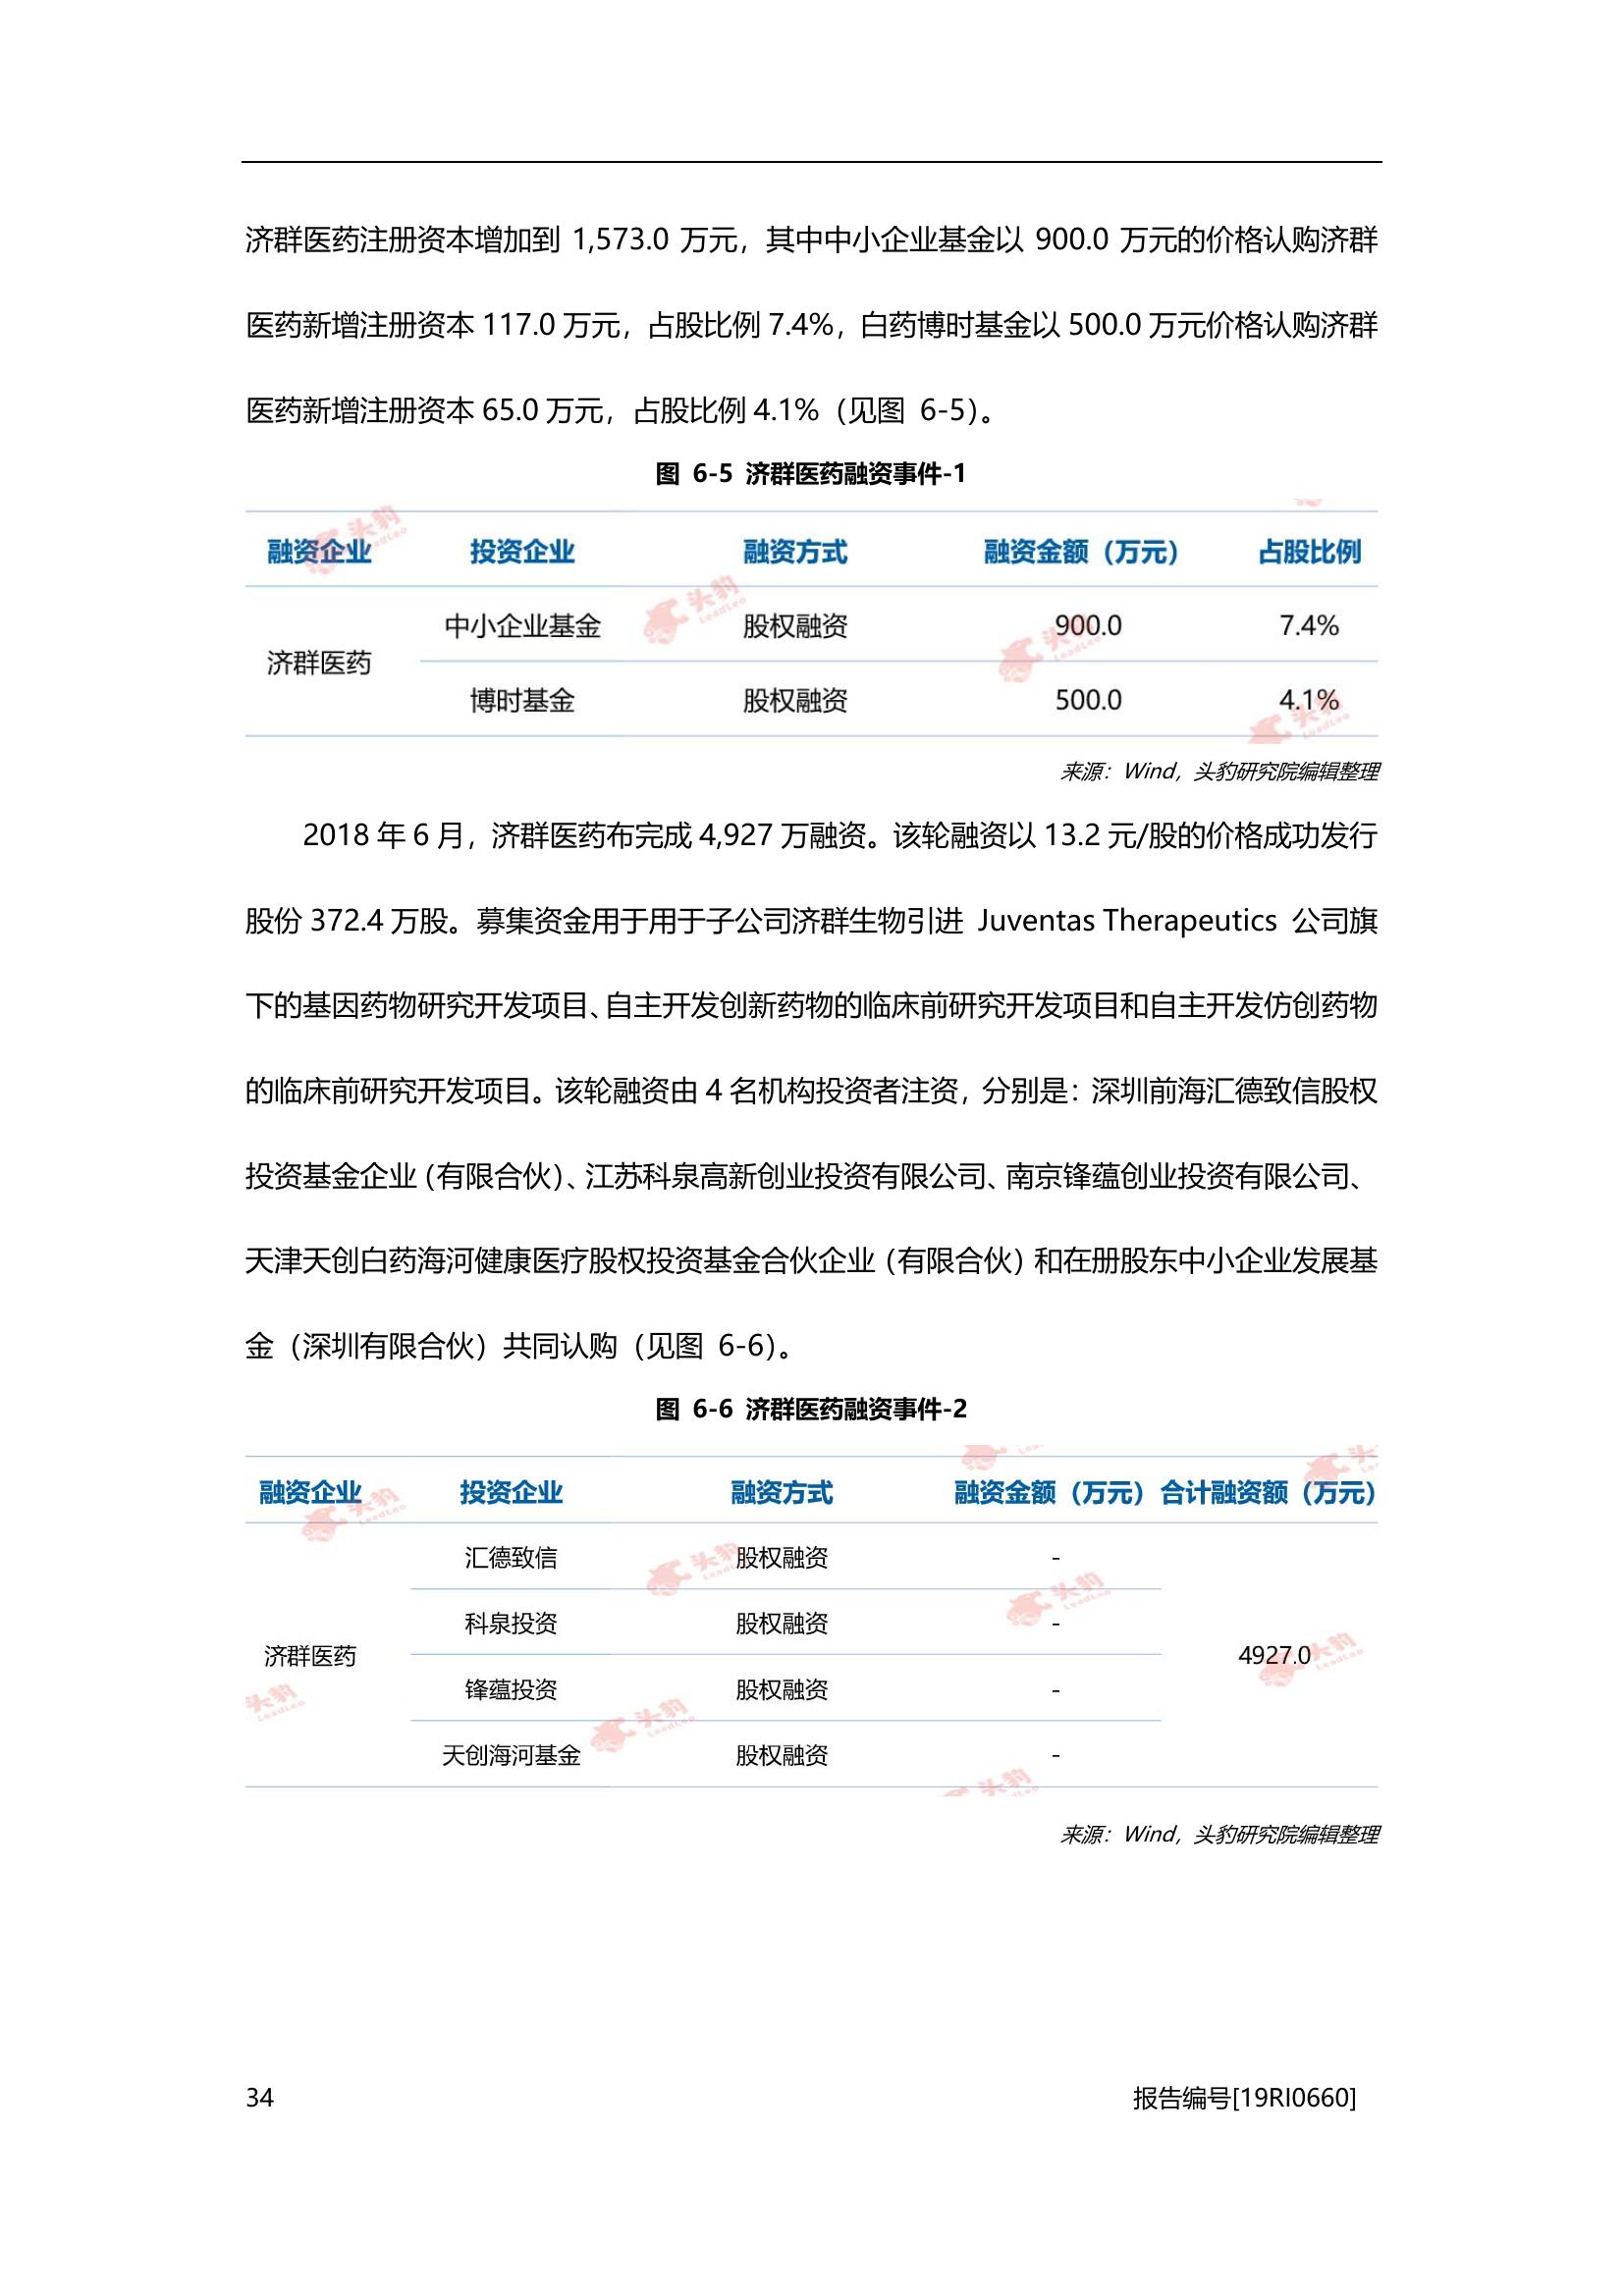 济群医药注册资本增加到 1,573.0 万元，其中中小企业基金以 900.0 万元的价格认购济群
医药新增注册资本 117.0 万元，占股比例 7.4%，白药博时基金以 500.0 万元价格认购济群
医药新增注册资本 65.0 万元，占股比例 4.1%（见图 6-5）。
图 6-5 济群医药融资事件-1
融资企业 投资企业 融资方式 融资金额（万元） 占股比例
中小企业基金 股权融资 900.0 7.4%
济群医药
博时基金 股权融资 500.0 4.1%
来源：Wind，头豹研究院编辑整理
2018 年 6 月，济群医药布完成 4,927 万融资。该轮融资以 13.2 元/股的价格成功发行
股份 372.4 万股。募集资金用于用于子公司济群生物引进 Juventas Therapeutics 公司旗
下的基因药物研究开发项目、自主开发创新药物的临床前研究开发项目和自主开发仿创药物
的临床前研究开发项目。该轮融资由 4 名机构投资者注资，分别是：深圳前海汇德致信股权
投资基金企业（有限合伙）、江苏科泉高新创业投资有限公司、南京锋蕴创业投资有限公司、
天津天创白药海河健康医疗股权投资基金合伙企业（有限合伙）和在册股东中小企业发展基
金（深圳有限合伙）共同认购（见图 6-6）。
图 6-6 济群医药融资事件-2
融资企业 投资企业 融资方式 融资金额（万元） 合计融资额（万元）
汇德致信 股权融资 -
科泉投资 股权融资 -
济群医药 4927.0
锋蕴投资 股权融资 -
天创海河基金 股权融资 -
来源：Wind，头豹研究院编辑整理
34 报告编号[19RI0660]